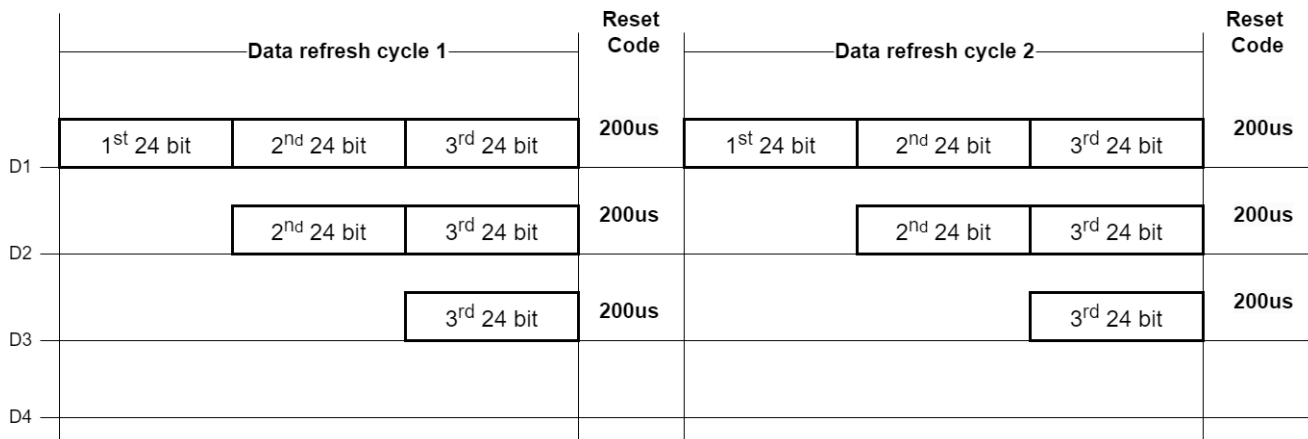 Reset
Code
Reset
Code
Data refresh cycle 1
Data refresh cycle 2
1st 24 bit
2nd 24 bit
3rd 24 bit
200us
1st 24 bit
2nd 24 bit
3rd 24 bit
200us
D1
2nd 24 bit
3rd 24 bit
200us
2nd 24 bit
3rd 24 bit
200us
D2
3rd 24 bit
200us
3rd 24 bit
200us
D3
D4